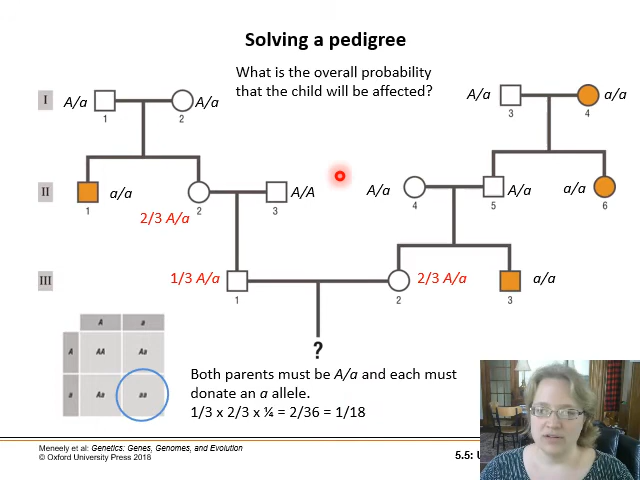 Solving a pedigree
What is the overall probability
that the child will be affected?
I
A/a
A/a
A/a
a/a
1
2
3
4
II
a/a
A/A
A/a
A/a
a/a
1
2
3
4
5
6
2/3 A/a
III
1/3 A/a
2/3 A/a
a/a
1
2
3
?
A a
A AA Aa
a Aa aa
Both parents must be A/a and each must
donate an a allele.
1/3 x 2/3 x ¼ = 2/36 = 1/18
Meneely et al: Genetics: Genes, Genomes, and Evolution
© Oxford University Press 2018
5.5: U